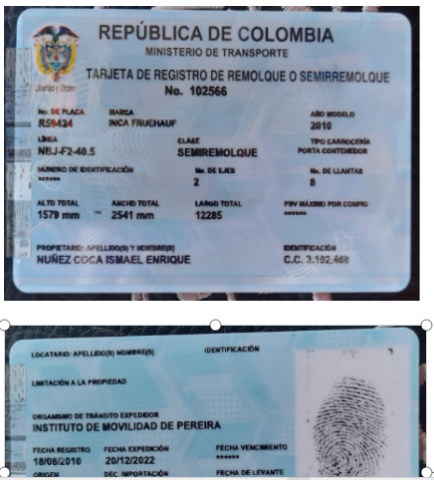 REPÚBLICA DE COLOMBIA
MINISTERIO DE TRANSPORTE
Libertad y Orden
TARJETA DE REGISTRO DE REMOLQUE O SEMIRREMOLQUE
No. 102566
No. DE PLACA MARCA AÑO MODELO
R59424 INCA FRUEHAUF 2010
LÍNEA CLASE TIPO CARROCERÍA
NBJ-F2-40.5 SEMIREMOLQUE PORTA CONTENEDOR
NUMERO DE IDENTIFICACIÓN No. DE EJES No. DE LLANTAS
****** 2 8
ALTO TOTAL ANCHO TOTAL LARGO TOTAL PBV MÁXIMO POR CONFIG
1579 mm 2541 mm 12285 ******
PROPIETARIO: APELLIDO(S) Y NOMBRE(S) IDENTIFICACIÓN
NUÑEZ COCA ISMAEL ENRIQUE C.C.
LOCATARIO: APELLIDO(S) NOMBRE(S) IDENTIFICACIÓN
LIMITACIÓN A LA PROPIEDAD
ORGANISMO DE TRÁNSITO EXPEDIDOR
INSTITUTO DE MOVILIDAD DE PEREIRA
FECHA REGISTRO FECHA EXPEDICIÓN FECHA VENCIMIENTO
18/08/2010 20/12/2022 ******
ORIGEN DEC. IMPORTACIÓN FECHA DE LEVANTE